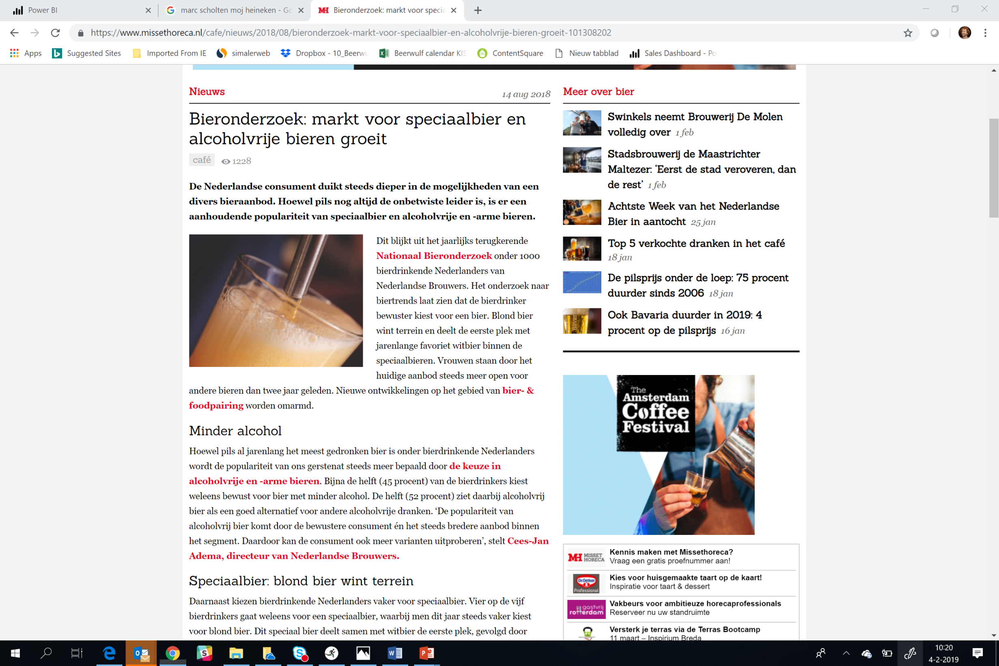 Power BI
marc scholten moj heineken - Go
Bieronderzoek: markt voor specia
https://www.missethoreca.nl/cafe/nieuws/2018/08/bieronderzoek-markt-voor-speciaalbier-en-alcoholvrije-bieren-groeit-101308202
Apps
Suggested Sites
Imported From IE
simalerweb
Dropbox - 10_Beerwu
Beerwulf calendar KIS
ContentSquare
Nieuw tabblad
Sales Dashboard - Po
Nieuws
14 aug 2018
Bieronderzoek: markt voor speciaalbier en
alcoholvrije bieren groeit
café
1228
De Nederlandse consument duikt steeds dieper in de mogelijkheden van een
divers bieraanbod. Hoewel pils nog altijd de onbetwiste leider is, is er een
aanhoudende populariteit van speciaalbier en alcoholvrije en -arme bieren.
Dit blijkt uit het jaarlijks terugkerende
Nationaal Bieronderzoek onder 1000
bierdrinkende Nederlanders van
Nederlandse Brouwers. Het onderzoek naar
biertrends laat zien dat de bierdrinker
bewuster kiest voor een bier. Blond bier
wint terrein en deelt de eerste plek met
jarenlange favoriet witbier binnen de
speciaalbieren. Vrouwen staan door het
huidige aanbod steeds meer open voor
andere bieren dan twee jaar geleden. Nieuwe ontwikkelingen op het gebied van bier- &
foodpairing worden omarmd.
Minder alcohol
Hoewel pils al jarenlang het meest gedronken bier is onder bierdrinkende Nederlanders
wordt de populariteit van ons gerstenat steeds meer bepaald door de keuze in
alcoholvrije en -arme bieren. Bijna de helft (45 procent) van de bierdrinkers kiest
weleens bewust voor bier met minder alcohol. De helft (52 procent) ziet daarbij alcoholvrij
bier als een goed alternatief voor andere alcoholvrije dranken. ‘De populariteit van
alcoholvrij bier komt door de bewustere consument én het steeds bredere aanbod binnen
het segment. Daardoor kan de consument ook meer varianten uitproberen’, stelt Cees-Jan
Adema, directeur van Nederlandse Brouwers.
Speciaalbier: blond bier wint terrein
Daarnaast kiezen bierdrinkende Nederlanders vaker voor speciaalbier. Vier op de vijf
bierdrinkers gaat weleens voor een speciaalbier, waarbij men dit jaar steeds vaker kiest
voor blond bier. Dit speciaal bier deelt samen met witbier de eerste plek, gevolgd door
Meer over bier
Swinkels neemt Brouwerij De Molen
volledig over 1 feb
Stadsbrouwerij de Maastrichter
Maltezer: ‘Eerst de stad veroveren, dan
de rest’ 1 feb
Achtste Week van het Nederlandse
Bier in aantocht 25 jan
Top 5 verkochte dranken in het café
18 jan
De pilsprijs onder de loep: 75 procent
duurder sinds 2006 18 jan
Ook Bavaria duurder in 2019: 4
procent op de pilsprijs 16 jan
The
Amsterdam
Coffee
Festival
MH MISSET
HORECA
Kennis maken met Missethoreca?
Vraag een gratis proefnummer aan!
Dr.Oetker
Professional
Kies voor huisgemaakte taart op de kaart!
Inspiratie voor taart & dessert
gastvrij
rotterdam
Vakbeurs voor ambitieuze horecaprofessionals
Reserveer nu uw standruimte
Versterk je terras via de Terras Bootcamp
11 maart – Inspirium Breda
10:20
4-2-2019